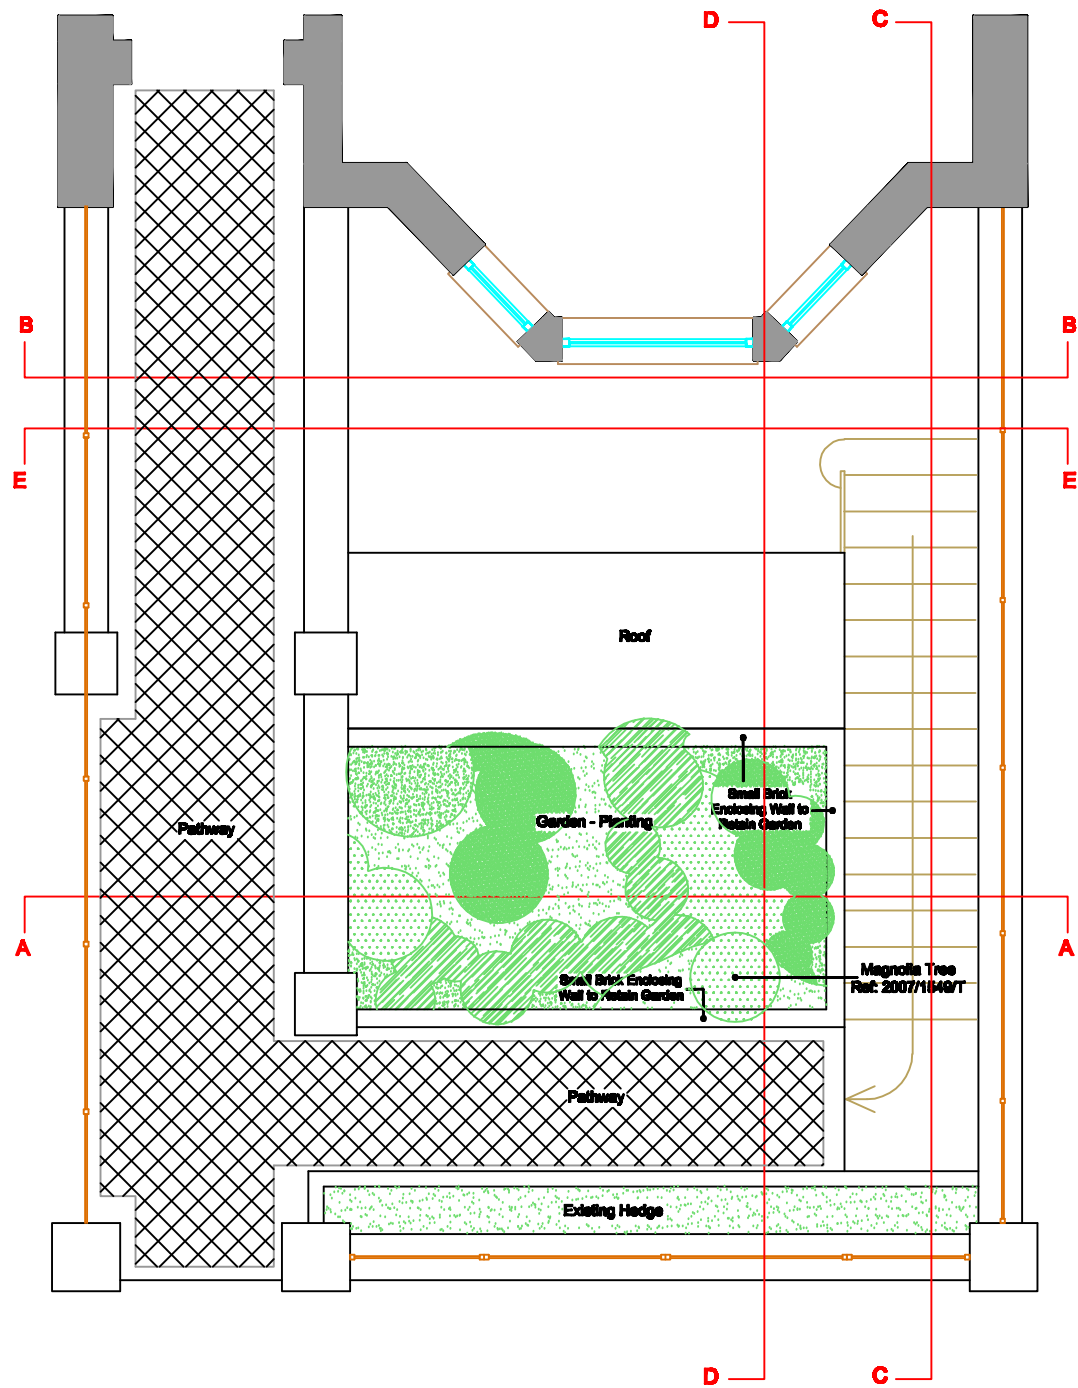 D
C
B
B
E
E
Roof
Small Brick
Enclosing Wall to
Retain Garden
Garden - Planting
Pathway
A
A
Magnolia Tree
Ref: 2007/1849/T
Small Brick Enclosing
Wall to Retain Garden
Pathway
Existing Hedge
D
C